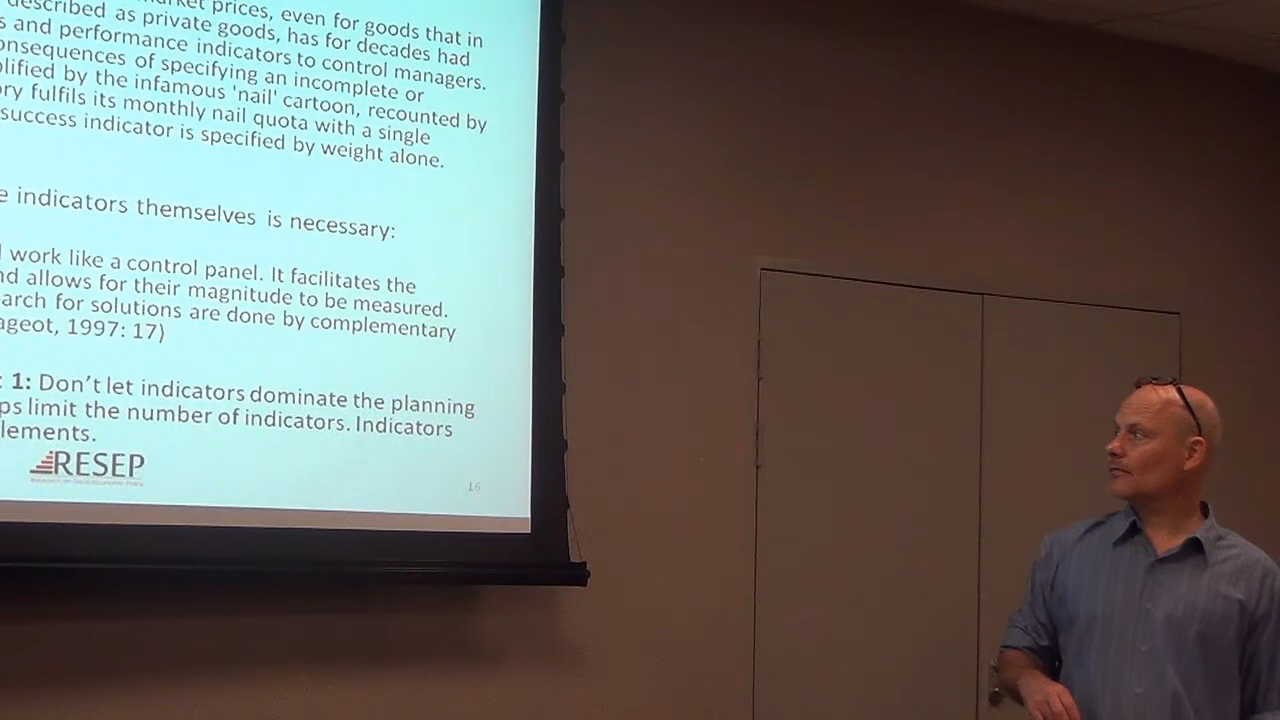 market prices, even for goods that in
described as private goods, has for decades had
s and performance indicators to control managers.
onsequences of specifying an incomplete or
plified by the infamous 'nail' cartoon, recounted by
ory fulfils its monthly nail quota with a single
success indicator is specified by weight alone.
e indicators themselves is necessary:
work like a control panel. It facilitates the
nd allows for their magnitude to be measured.
earch for solutions are done by complementary
ageot, 1997: 17)
1: Don't let indicators dominate the planning
ps limit the number of indicators. Indicators
lements.
RESEP
16